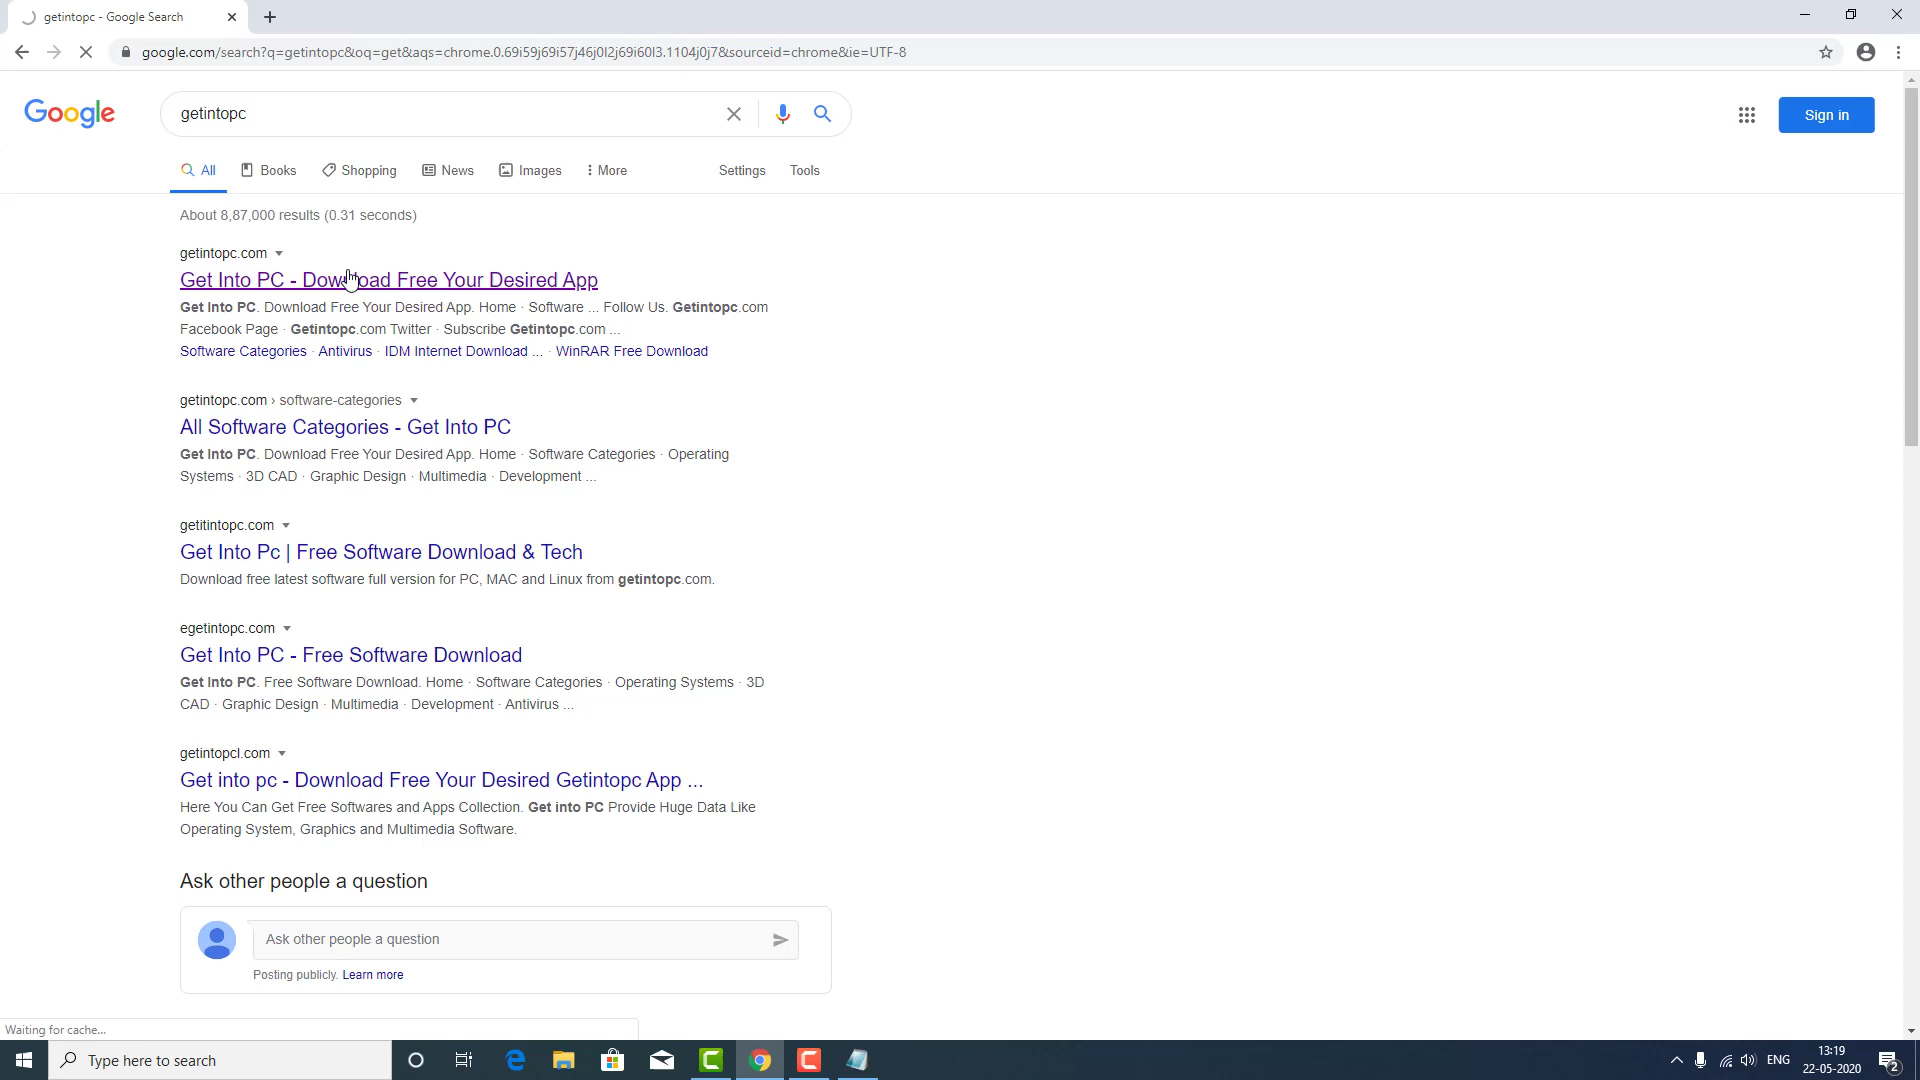 getintopc - Google Search
google.com/search?q=getintopc&oq=get&aqs=chrome.0.69i59j69i57j46j0l2j69i60l3.1104j0j7&sourceid=chrome&ie=UTF-8
Google
getintopc
Sign in
All
Books
Shopping
News
Images
More
Settings
Tools
About 8,87,000 results (0.31 seconds)
getintopc.com
Get Into PC - Download Free Your Desired App
Get Into PC. Download Free Your Desired App. Home · Software ... Follow Us. Getintopc.com
Facebook Page · Getintopc.com Twitter · Subscribe Getintopc.com ...
Software Categories · Antivirus · IDM Internet Download ... · WinRAR Free Download
getintopc.com › software-categories
All Software Categories - Get Into PC
Get Into PC. Download Free Your Desired App. Home · Software Categories · Operating
Systems · 3D CAD · Graphic Design · Multimedia · Development ...
getitintopc.com
Get Into Pc | Free Software Download & Tech
Download free latest software full version for PC, MAC and Linux from getintopc.com.
egetintopc.com
Get Into PC - Free Software Download
Get Into PC. Free Software Download. Home · Software Categories · Operating Systems · 3D
CAD · Graphic Design · Multimedia · Development · Antivirus ...
getintopcl.com
Get into pc - Download Free Your Desired Getintopc App ...
Here You Can Get Free Softwares and Apps Collection. Get into PC Provide Huge Data Like
Operating System, Graphics and Multimedia Software.
Ask other people a question
Ask other people a question
Posting publicly. Learn more
Waiting for cache...
Type here to search
ENG
13:19
22-05-2020
2